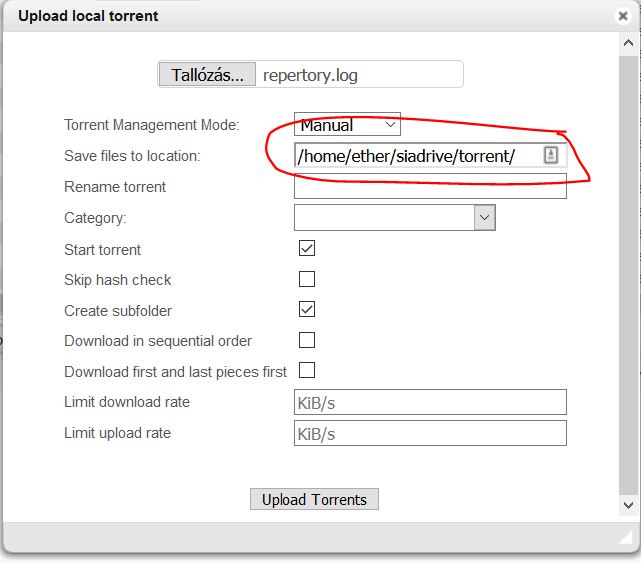 Upload local torrent
Tallózás... repertory.log
Torrent Management Mode: Manual
Save files to location: /home/ether/siadrive/torrent/
Rename torrent
Category:
Start torrent
Skip hash check
Create subfolder
Download in sequential order
Download first and last pieces first
Limit download rate KiB/s
Limit upload rate KiB/s
Upload Torrents